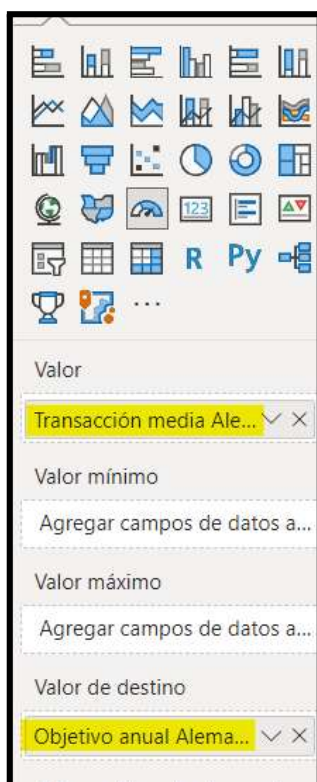 123
R Py
...
Valor
Transacción media Ale...
Valor mínimo
Agregar campos de datos a...
Valor máximo
Agregar campos de datos a...
Valor de destino
Objetivo anual Alema...